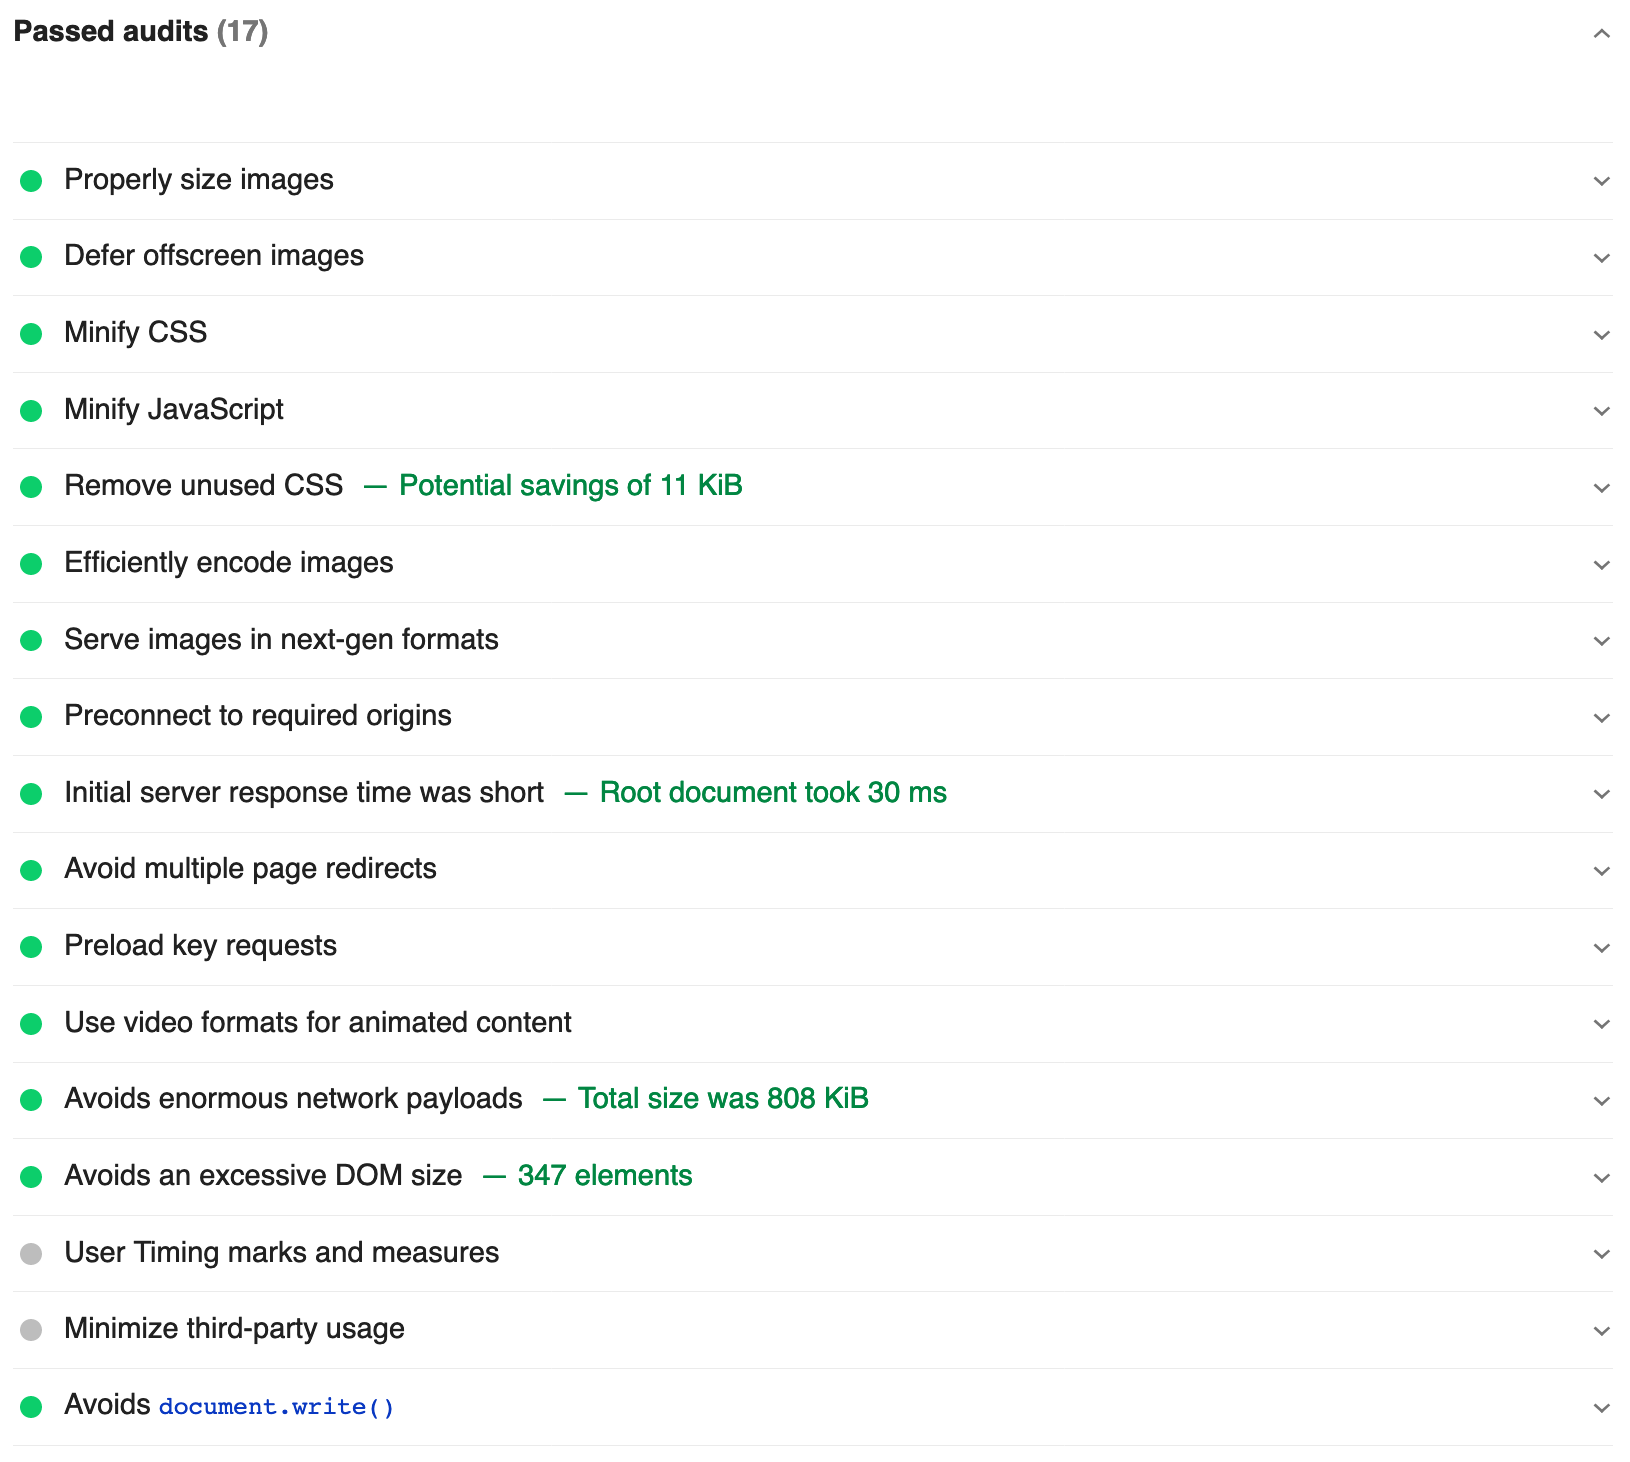 Passed audits (17)
Properly size images
Defer offscreen images
Minify CSS
Minify JavaScript
Remove unused CSS — Potential savings of 11 KiB
Efficiently encode images
Serve images in next-gen formats
Preconnect to required origins
Initial server response time was short — Root document took 30 ms
Avoid multiple page redirects
Preload key requests
Use video formats for animated content
Avoids enormous network payloads — Total size was 808 KiB
Avoids an excessive DOM size — 347 elements
User Timing marks and measures
Minimize third-party usage
Avoids document.write()